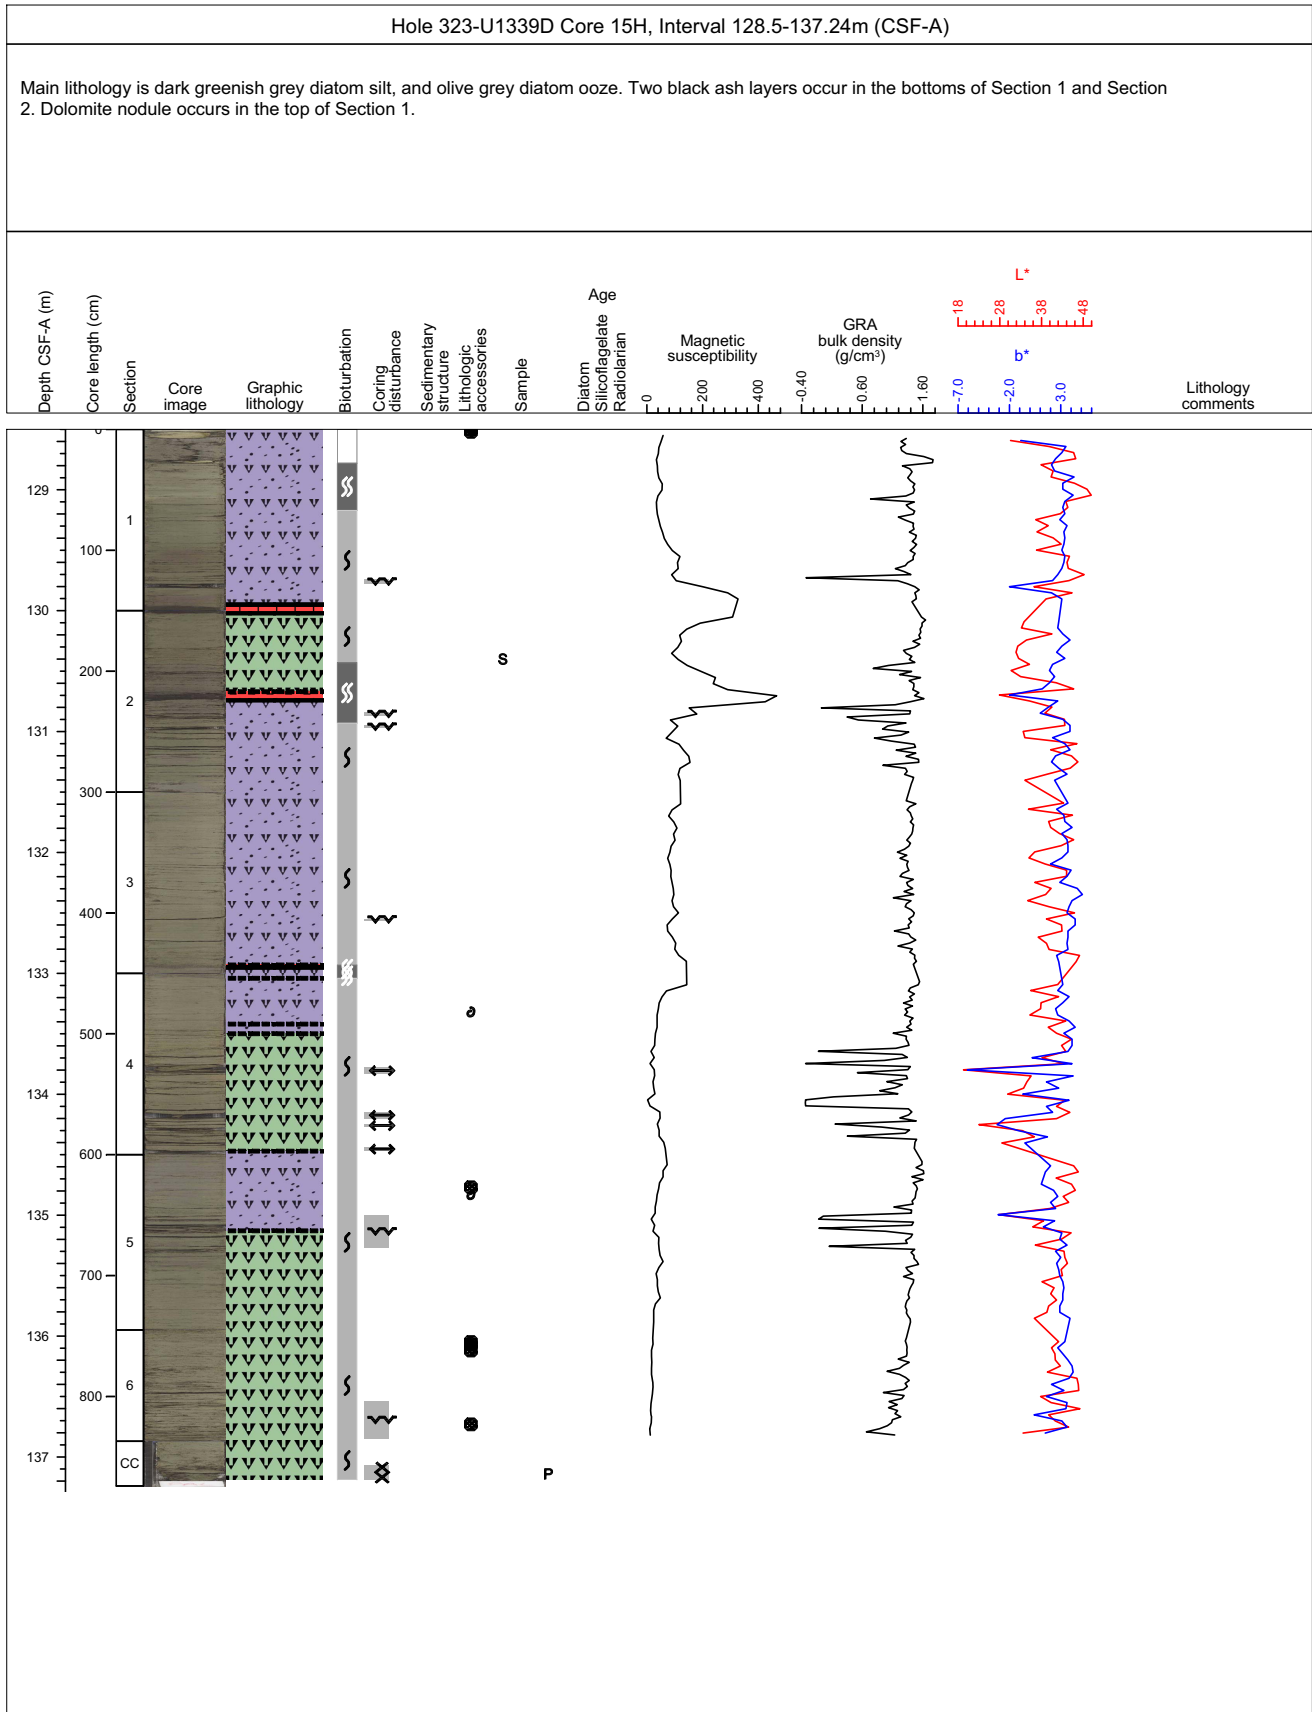 Hole 323-U1339D Core 15H, Interval 128.5-137.24m (CSF-A)
Main lithology is dark greenish grey diatom silt, and olive grey diatom ooze. Two black ash layers occur in the bottoms of Section 1 and Section
2. Dolomite nodule occurs in the top of Section 1.
Depth CSF-A (m)
Core length (cm)
Section
Core
image
Graphic
lithology
Bioturbation
Coring
disturbance
Sedimentary
structure
Lithologic
accessories
Sample
Age
Diatom
Silicoflagelate
Radiolarian
Magnetic
susceptibility
0 200 400
GRA
bulk density
(g/cm³)
-0.40 0.60 1.60
L*
18 28 38 48
b*
-7.0 -2.0 3.0
Lithology
comments
0
129
1
100
130
S
200
2
131
300
132
3
400
133
500
4
134
600
135
5
700
136
6
800
137
CC
P